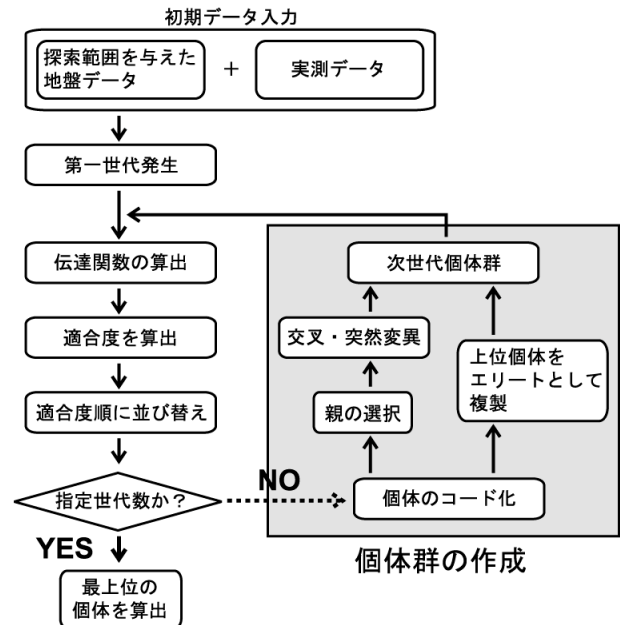 初期データ入力
探索範囲を与えた
地盤データ
+
実測データ
第一世代発生
伝達関数の算出
適合度を算出
適合度順に並び替え
指定世代数か?
YES
最上位の
個体を算出
NO
個体のコード化
親の選択
交叉・突然変異
上位個体を
エリートとして
複製
次世代個体群
個体群の作成